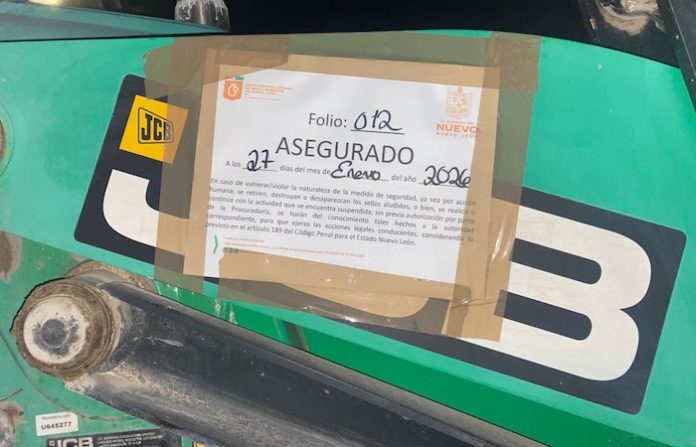 JCB
Folio: 012
NUEVO
NUEVO LEÓN
ASEGURADO
A los 27 días del mes de Enero del año 2026
En caso de vulnerar/violar la naturaleza de la medida de seguridad, ya sea por acción
humana, se retiren, destruyan o desaparezcan los sellos aludidos, o bien, se realice o
continúe con la actividad que se encuentra suspendida, sin previa autorización por parte
de la Procuraduría, se harán del conocimiento tales hechos a la autoridad
correspondiente, para que ejerza las acciones legales conducentes, considerando lo
previsto en el artículo 189 del Código Penal para el Estado Nuevo León.
JCB
U645277
JCB